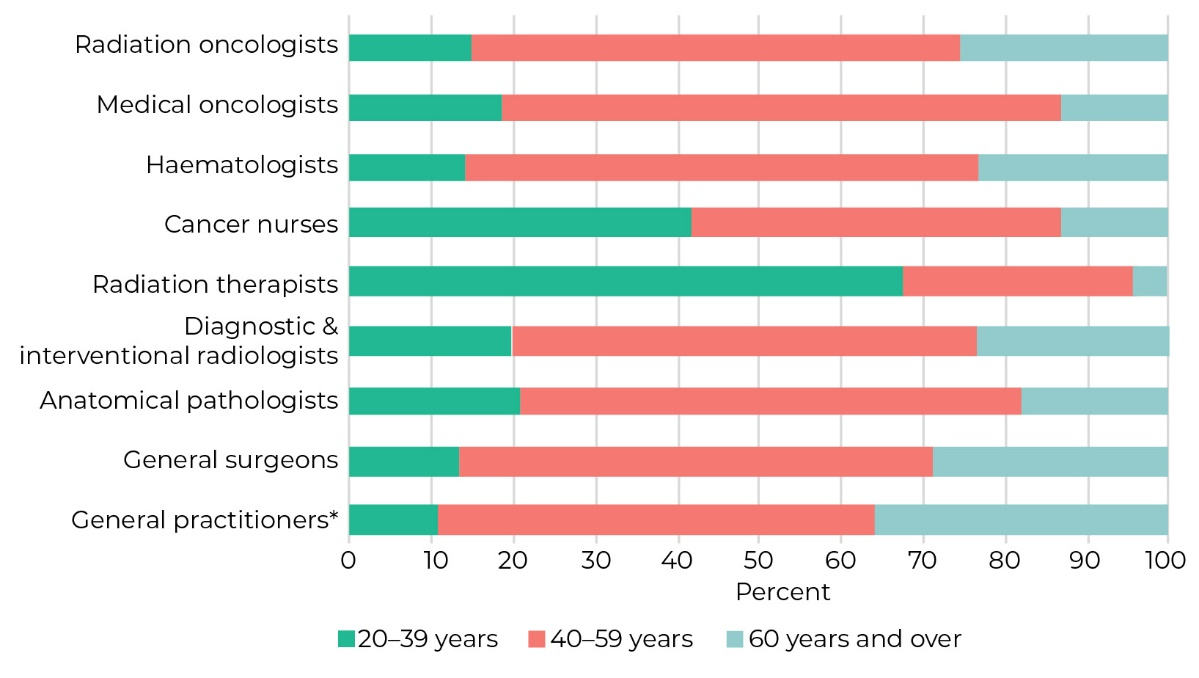 Radiation oncologists
Medical oncologists
Haematologists
Cancer nurses
Radiation therapists
Diagnostic &
interventional radiologists
Anatomical pathologists
General surgeons
General practitioners*
0 10 20 30 40 50 60 70 80 90 100
Percent
20–39 years 40–59 years 60 years and over